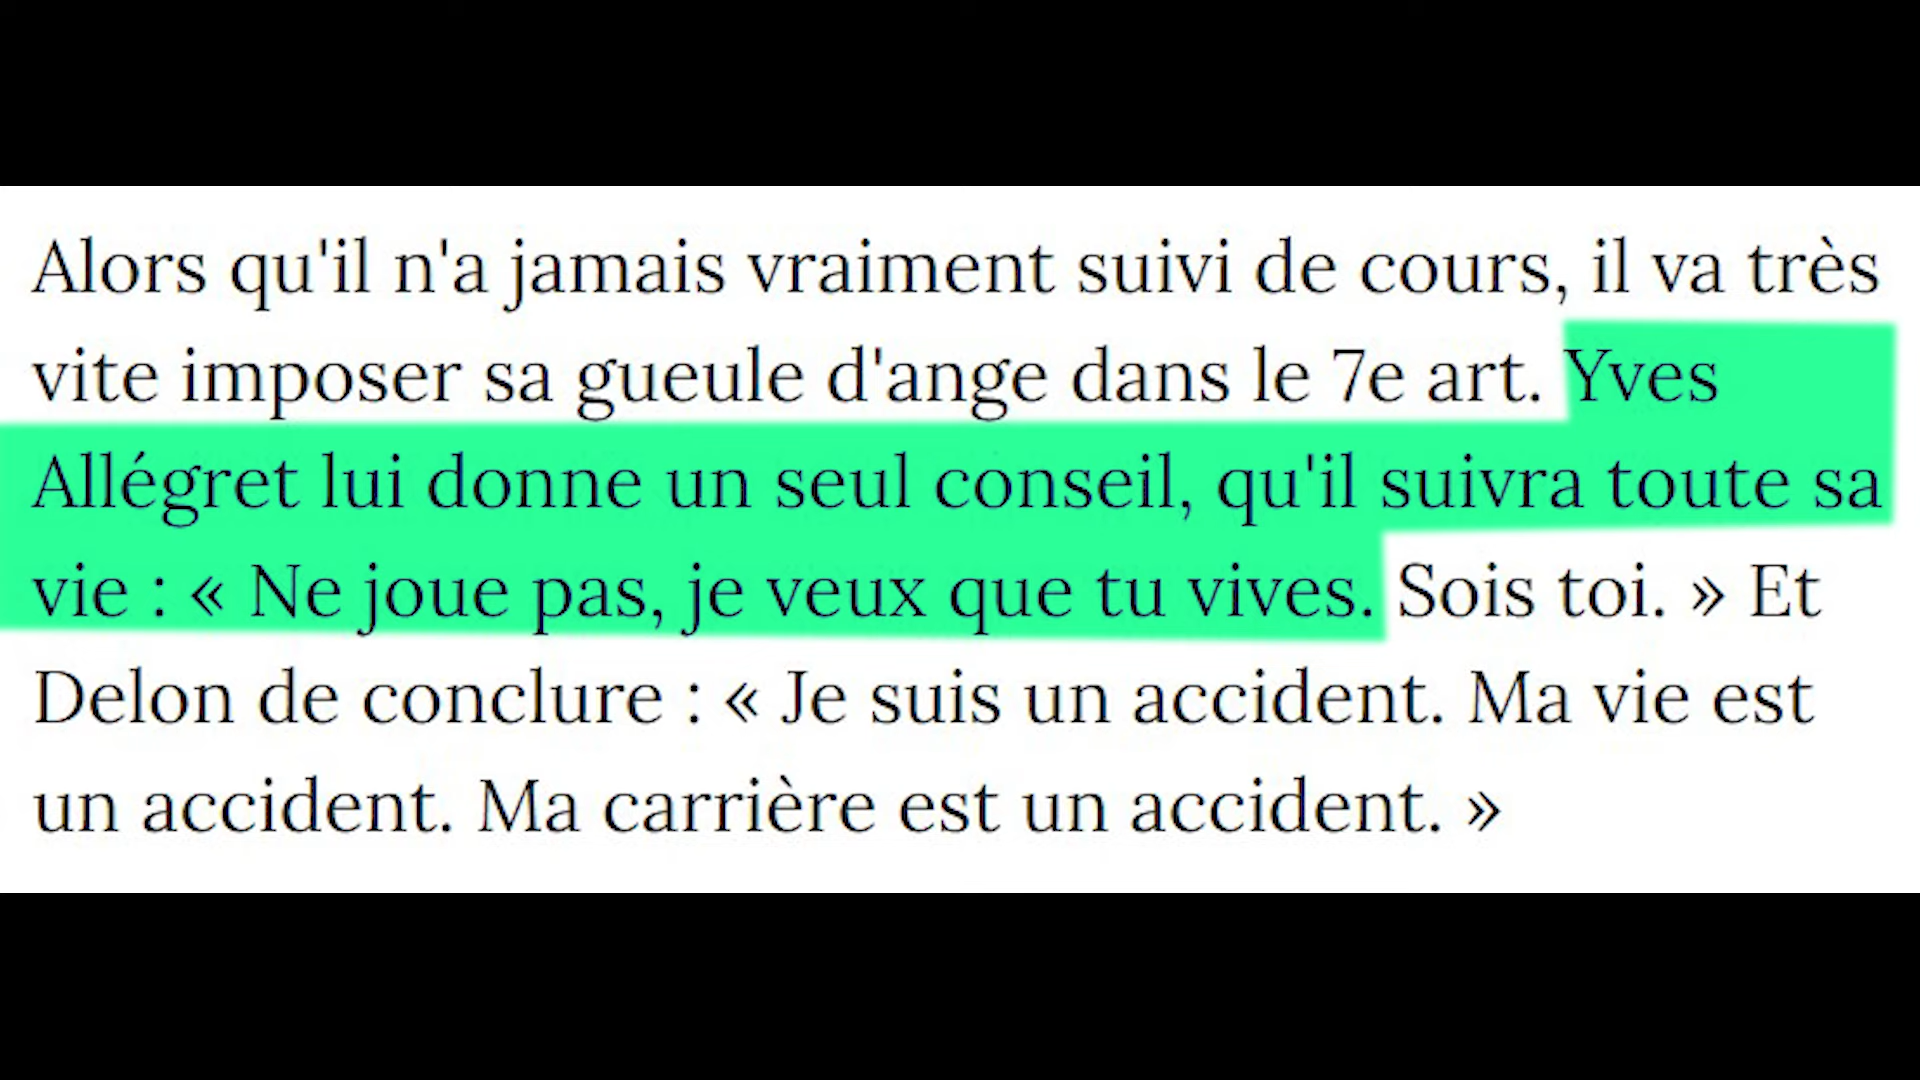 Alors qu'il n'a jamais vraiment suivi de cours, il va très
vite imposer sa gueule d'ange dans le 7e art. Yves
Allégret lui donne un seul conseil, qu'il suivra toute sa
vie : « Ne joue pas, je veux que tu vives. Sois toi. » Et
Delon de conclure : « Je suis un accident. Ma vie est
un accident. Ma carrière est un accident. »